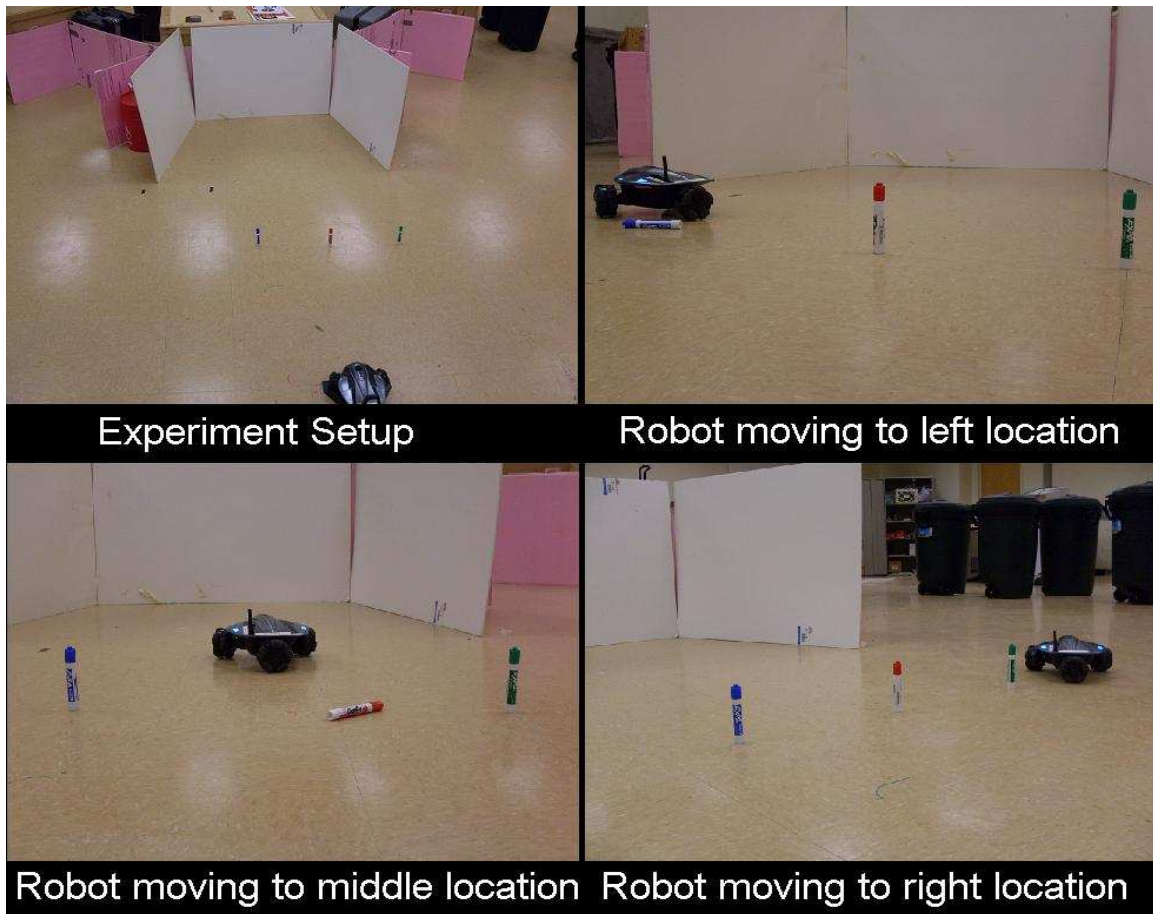 Experiment Setup
Robot moving to left location
Robot moving to middle location
Robot moving to right location